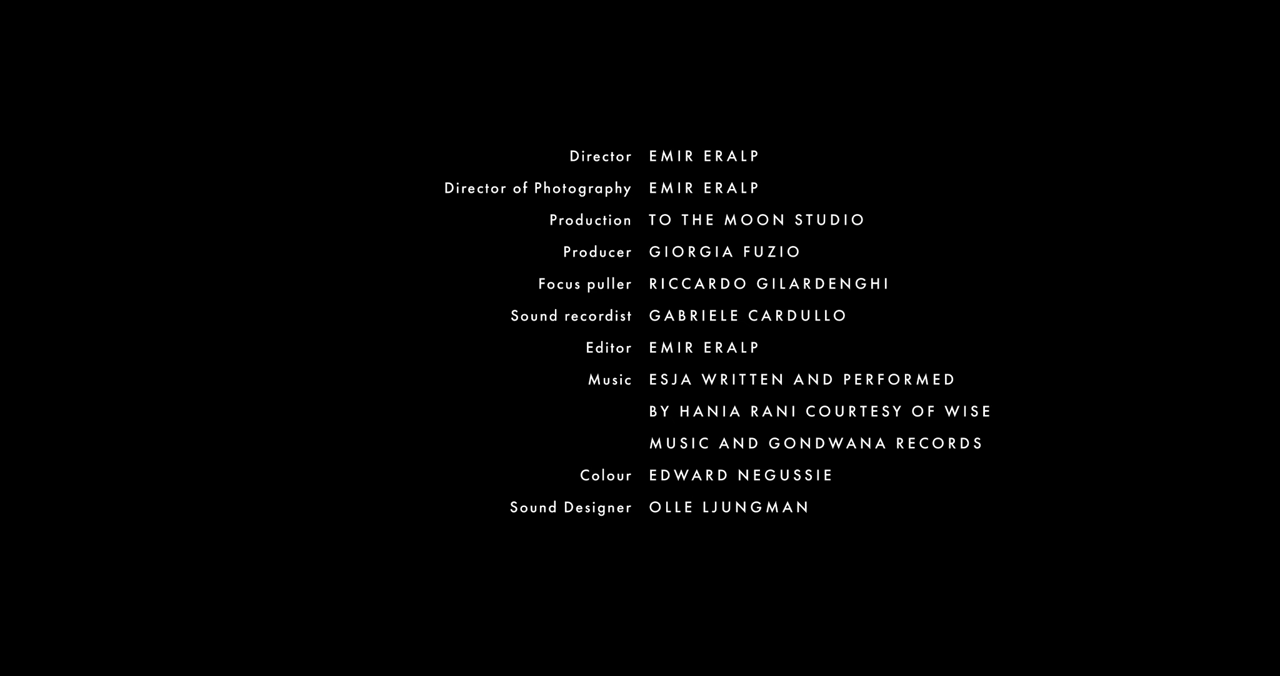 Director EMIR ERALP
Director of Photography EMIR ERALP
Production TO THE MOON STUDIO
Producer GIORGIA FUZIO
Focus puller RICCARDO GILARDENGHI
Sound recordist GABRIELE CARDULLO
Editor EMIR ERALP
Music ESJA WRITTEN AND PERFORMED
BY HANIA RANI COURTESY OF WISE
MUSIC AND GONDWANA RECORDS
Colour EDWARD NEGUSSIE
Sound Designer OLLE LJUNGMAN